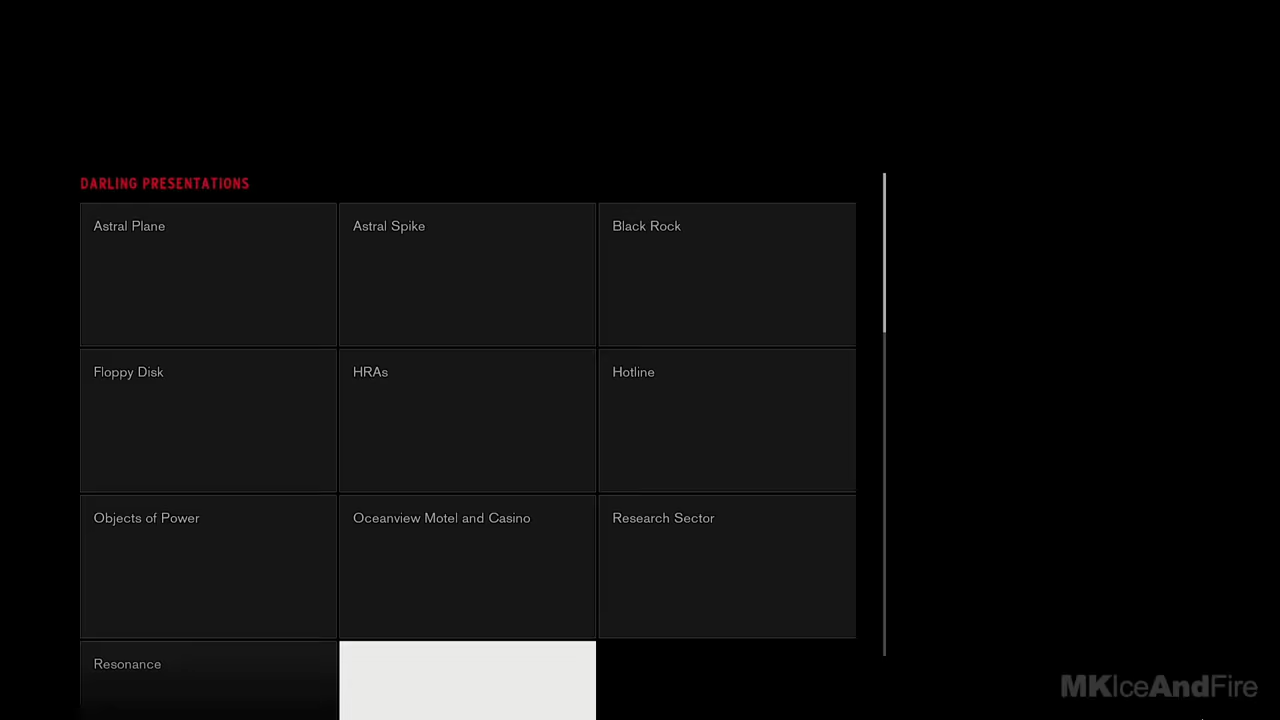 DARLING PRESENTATIONS
Astral Plane
Astral Spike
Black Rock
Floppy Disk
HRAs
Hotline
Objects of Power
Oceanview Motel and Casino
Research Sector
Resonance
MKIceAndFire